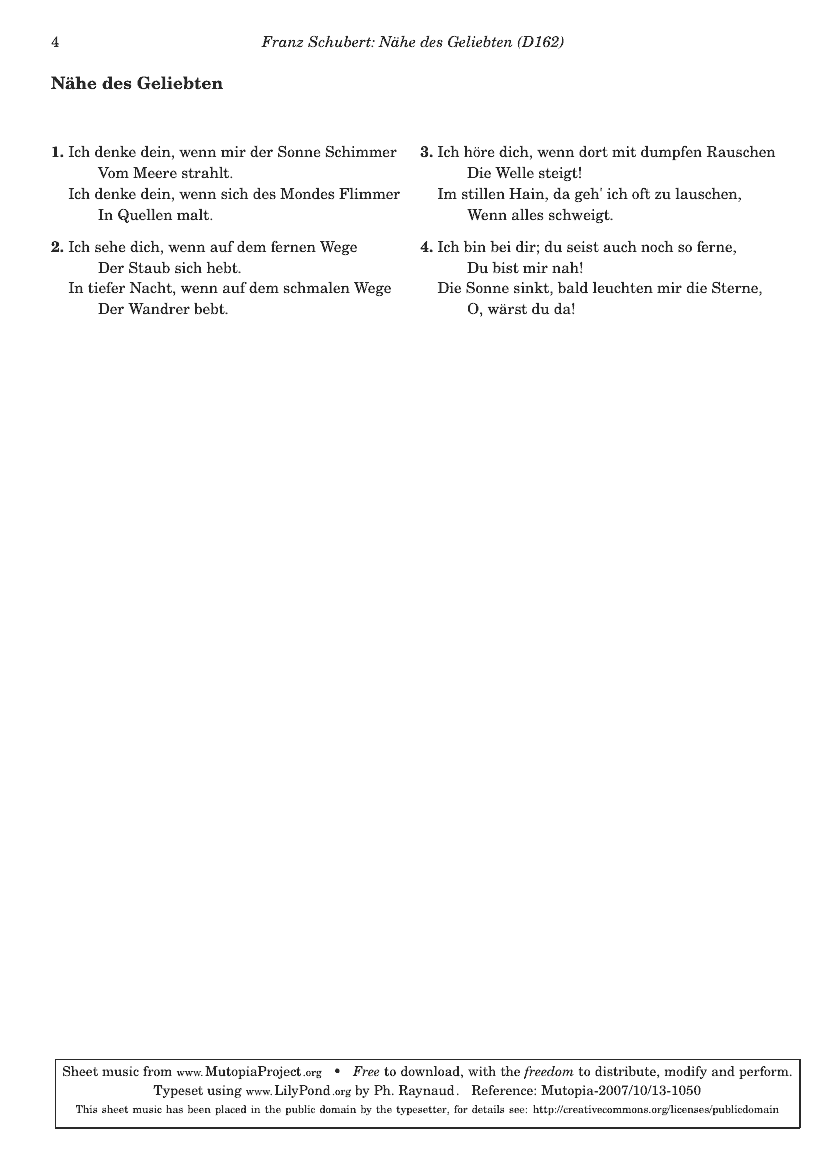 4
Franz Schubert: Nähe des Geliebten (D162)
Nähe des Geliebten
1. Ich denke dein, wenn mir der Sonne Schimmer
Vom Meere strahlt.
Ich denke dein, wenn sich des Mondes Flimmer
In Quellen malt.
2. Ich sehe dich, wenn auf dem fernen Wege
Der Staub sich hebt.
In tiefer Nacht, wenn auf dem schmalen Wege
Der Wandrer bebt.
3. Ich höre dich, wenn dort mit dumpfen Rauschen
Die Welle steigt!
Im stillen Hain, da geh' ich oft zu lauschen,
Wenn alles schweigt.
4. Ich bin bei dir; du seist auch noch so ferne,
Du bist mir nah!
Die Sonne sinkt, bald leuchten mir die Sterne,
O, wärst du da!
Sheet music from www.MutopiaProject.org • Free to download, with the freedom to distribute, modify and perform.
Typeset using www.LilyPond.org by Ph. Raynaud. Reference: Mutopia-2007/10/13-1050
This sheet music has been placed in the public domain by the typesetter, for details see: http://creativecommons.org/licenses/publicdomain